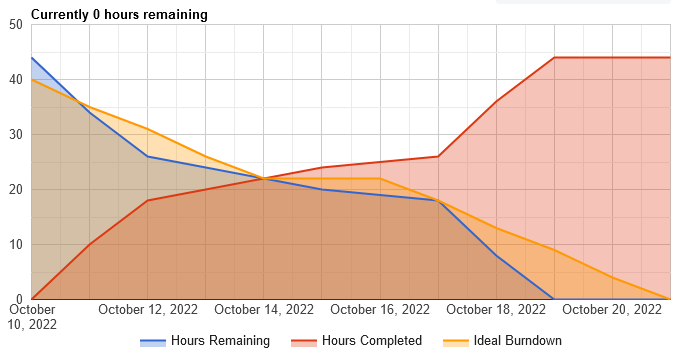 Currently 0 hours remaining
50
40
30
20
10
0
October
10, 2022
October 12, 2022
October 14, 2022
October 16, 2022
October 18, 2022
October 20, 2022
Hours Remaining
Hours Completed
Ideal Burndown